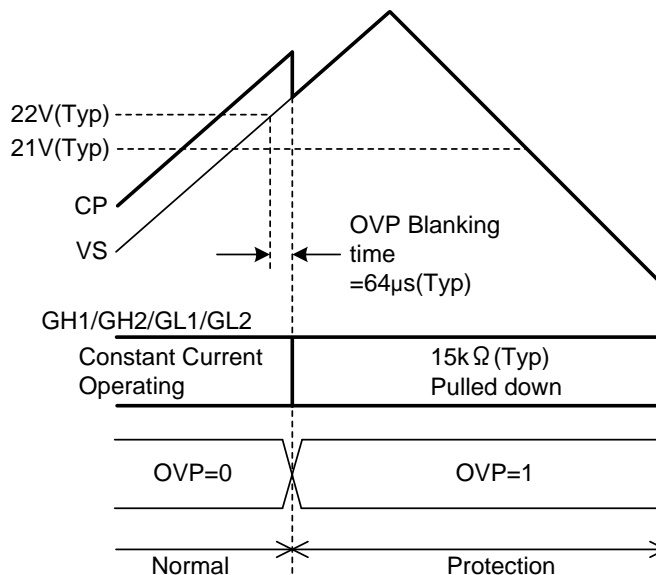 22V(Typ)
21V(Typ)
CP
VS
OVP Blanking
time
=64μs(Typ)
GH1/GH2/GL1/GL2
Constant Current
Operating
15kΩ(Typ)
Pulled down
OVP=0
OVP=1
Normal
Protection